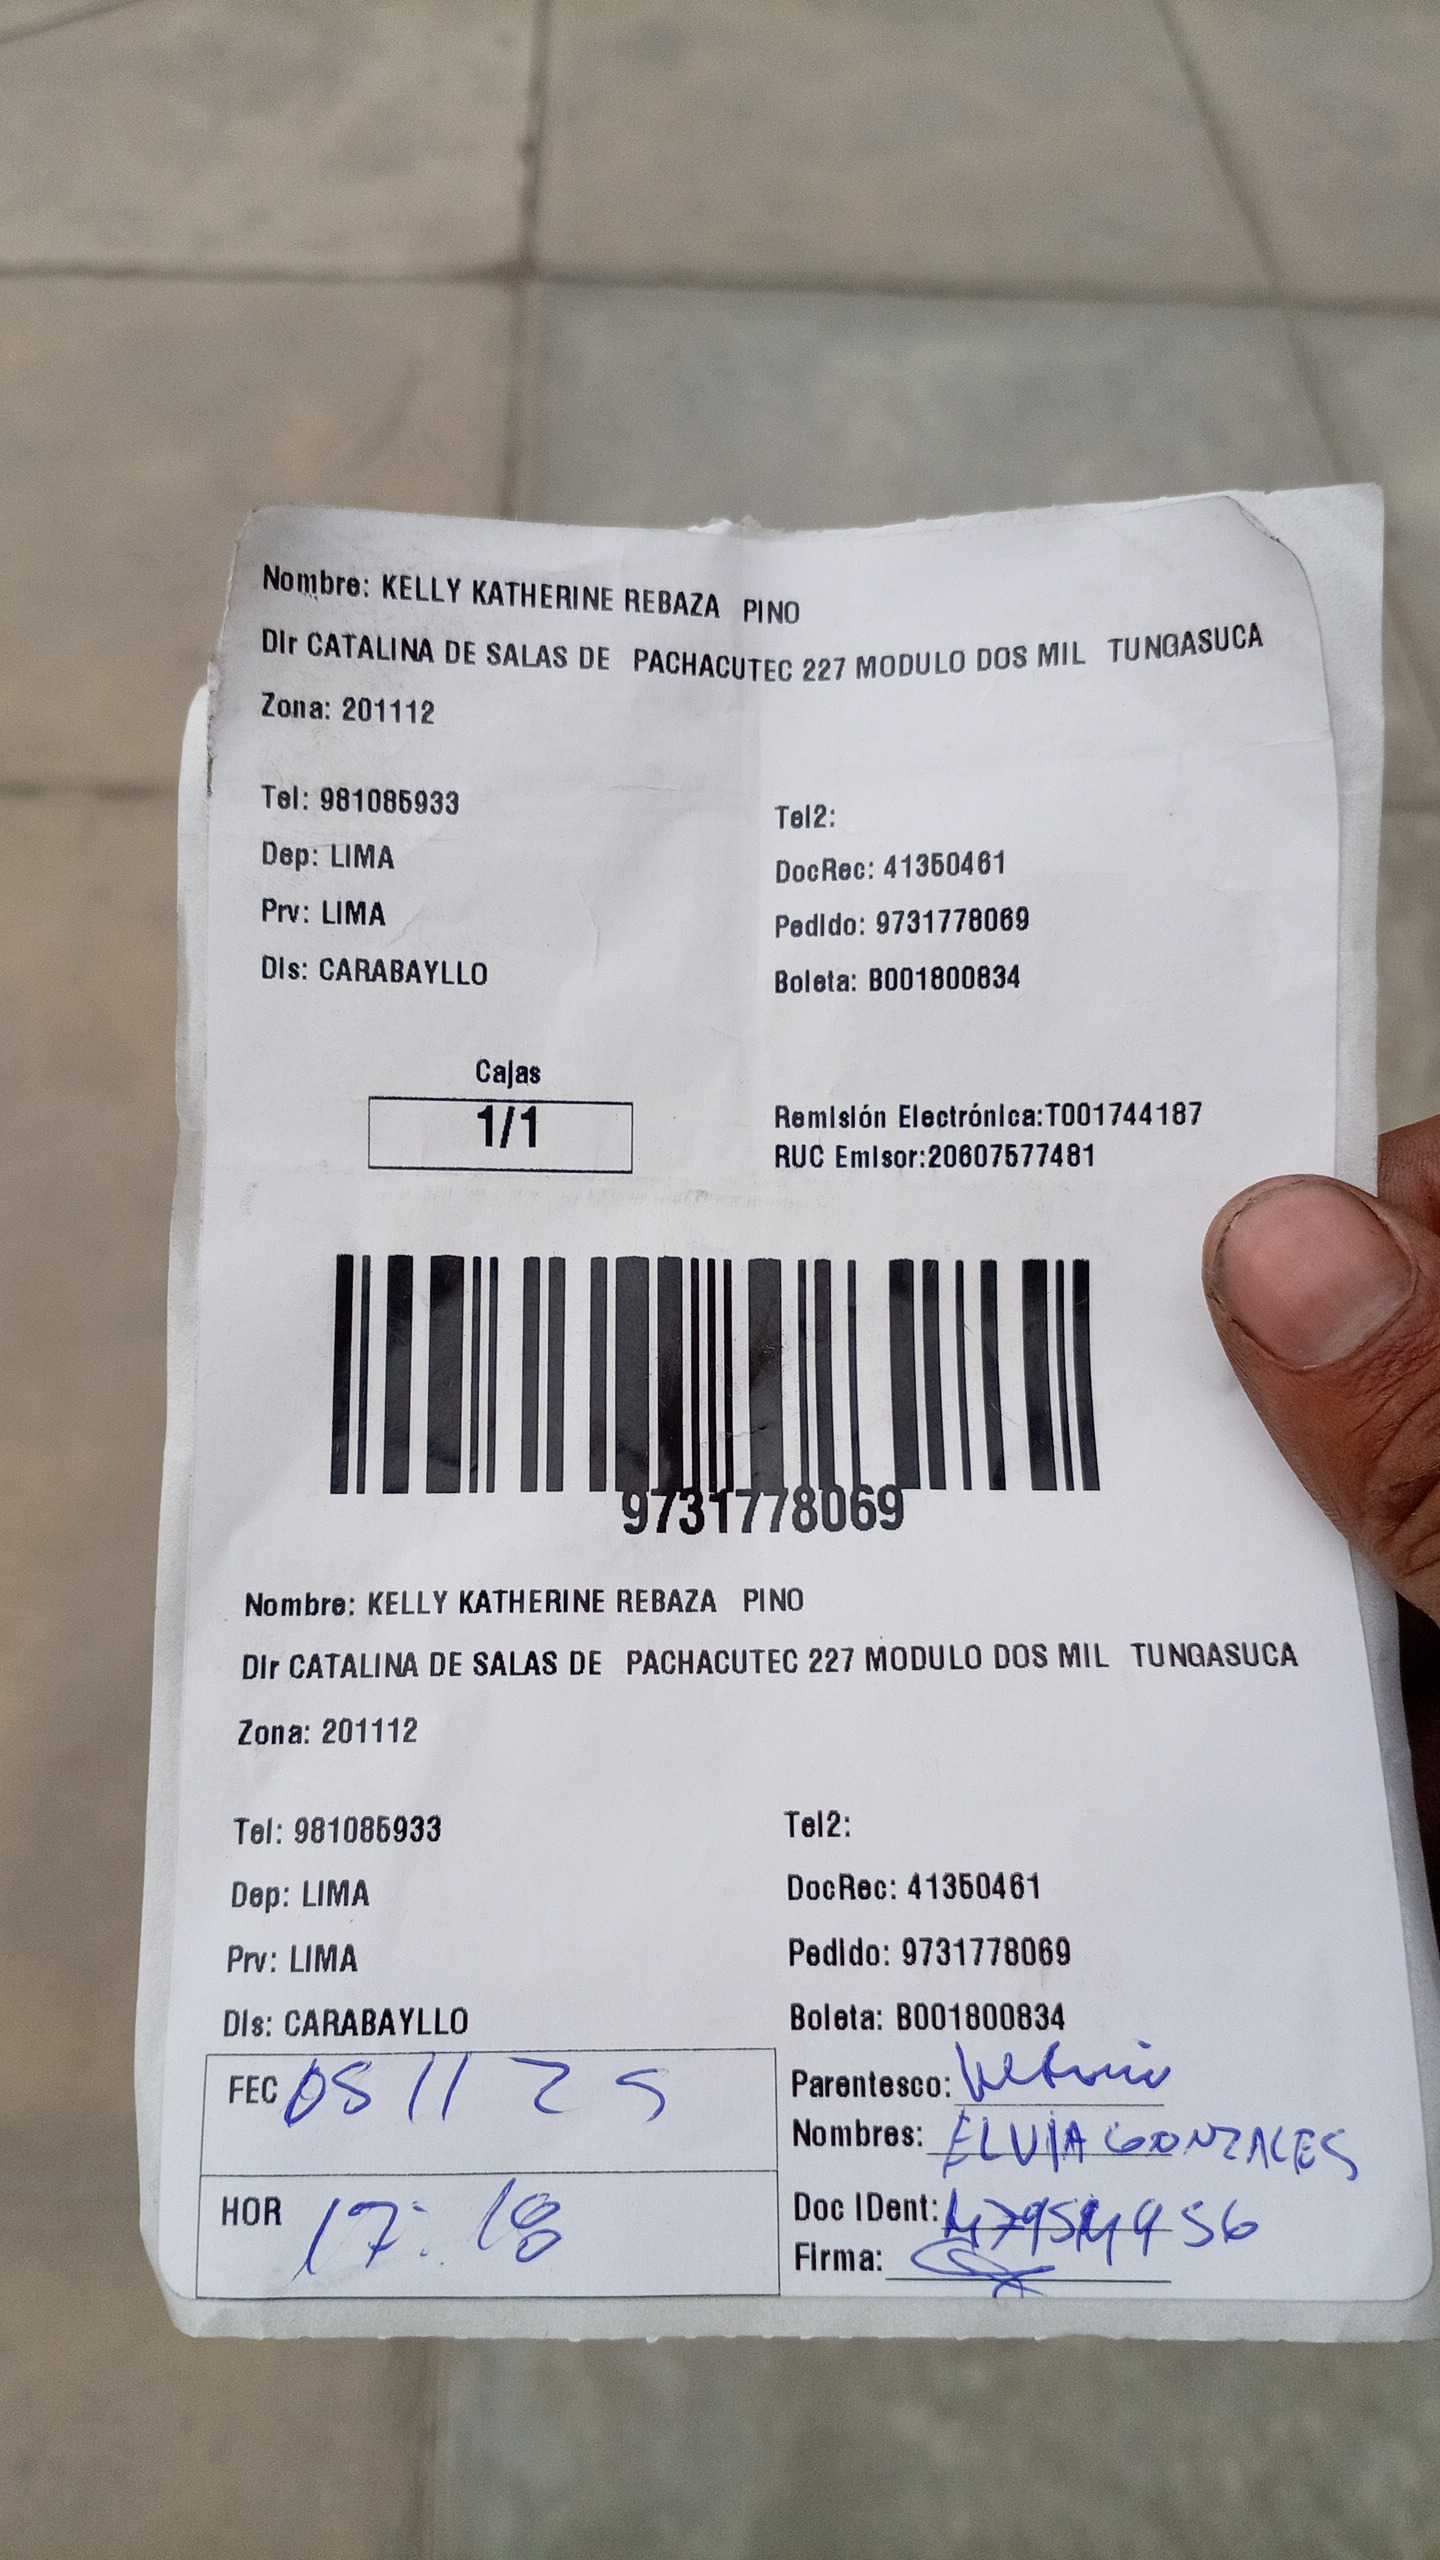 Nombre: KELLY KATHERINE REBAZA PINO
Dir CATALINA DE SALAS DE PACHACUTEC 227 MODULO DOS MIL TUNGASUCA
Zona: 201112
Tel: 981085933
Tel2:
Dep: LIMA
DocRec: 41350461
Prv: LIMA
Pedido: 9731778069
Dis: CARABAYLLO
Boleta: B001800834
Cajas
1/1
Remisión Electrónica:T001744187
RUC Emisor:20607577481
9731778069
Nombre: KELLY KATHERINE REBAZA PINO
Dir CATALINA DE SALAS DE PACHACUTEC 227 MODULO DOS MIL TUNGASUCA
Zona: 201112
Tel: 981085933
Tel2:
Dep: LIMA
DocRec: 41350461
Prv: LIMA
Pedido: 9731778069
Dis: CARABAYLLO
Boleta: B001800834
FEC 05 11 25
Parentesco:
Nombres: ELVIA GONZALES
HOR 17:18
Doc IDent:
Firma: